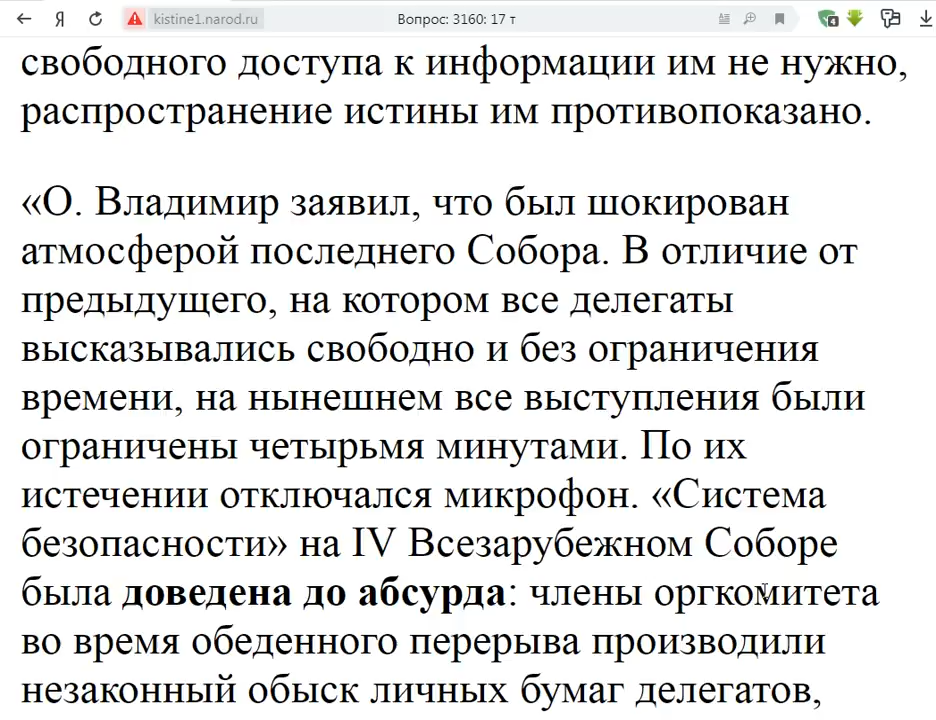 Я kistine1.narod.ru Вопрос: 3160: 17 т 4
свободного доступа к информации им не нужно,
распространение истины им противопоказано.
«О. Владимир заявил, что был шокирован
атмосферой последнего Собора. В отличие от
предыдущего, на котором все делегаты
высказывались свободно и без ограничения
времени, на нынешнем все выступления были
ограничены четырьмя минутами. По их
истечении отключался микрофон. «Система
безопасности» на IV Всезарубежном Соборе
была доведена до абсурда: члены оргкомитета
во время обеденного перерыва производили
незаконный обыск личных бумаг делегатов,